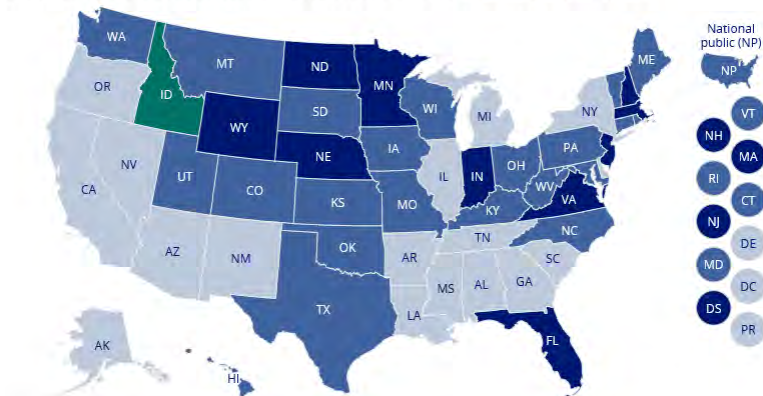 National
public (NP)
WA
ME
MT
ND
NP
MN
OR
ID
VT
WI
NY
SD
MI
WY
NH
MA
IA
PA
NE
NV
IL
IN
OH
RI
UT
CO
WV
CT
CA
KS
MO
VA
KY
NJ
NC
TN
DE
OK
AZ
NM
AR
SC
MD
MS
AL
GA
DC
TX
DS
LA
PR
AK
FL
HI